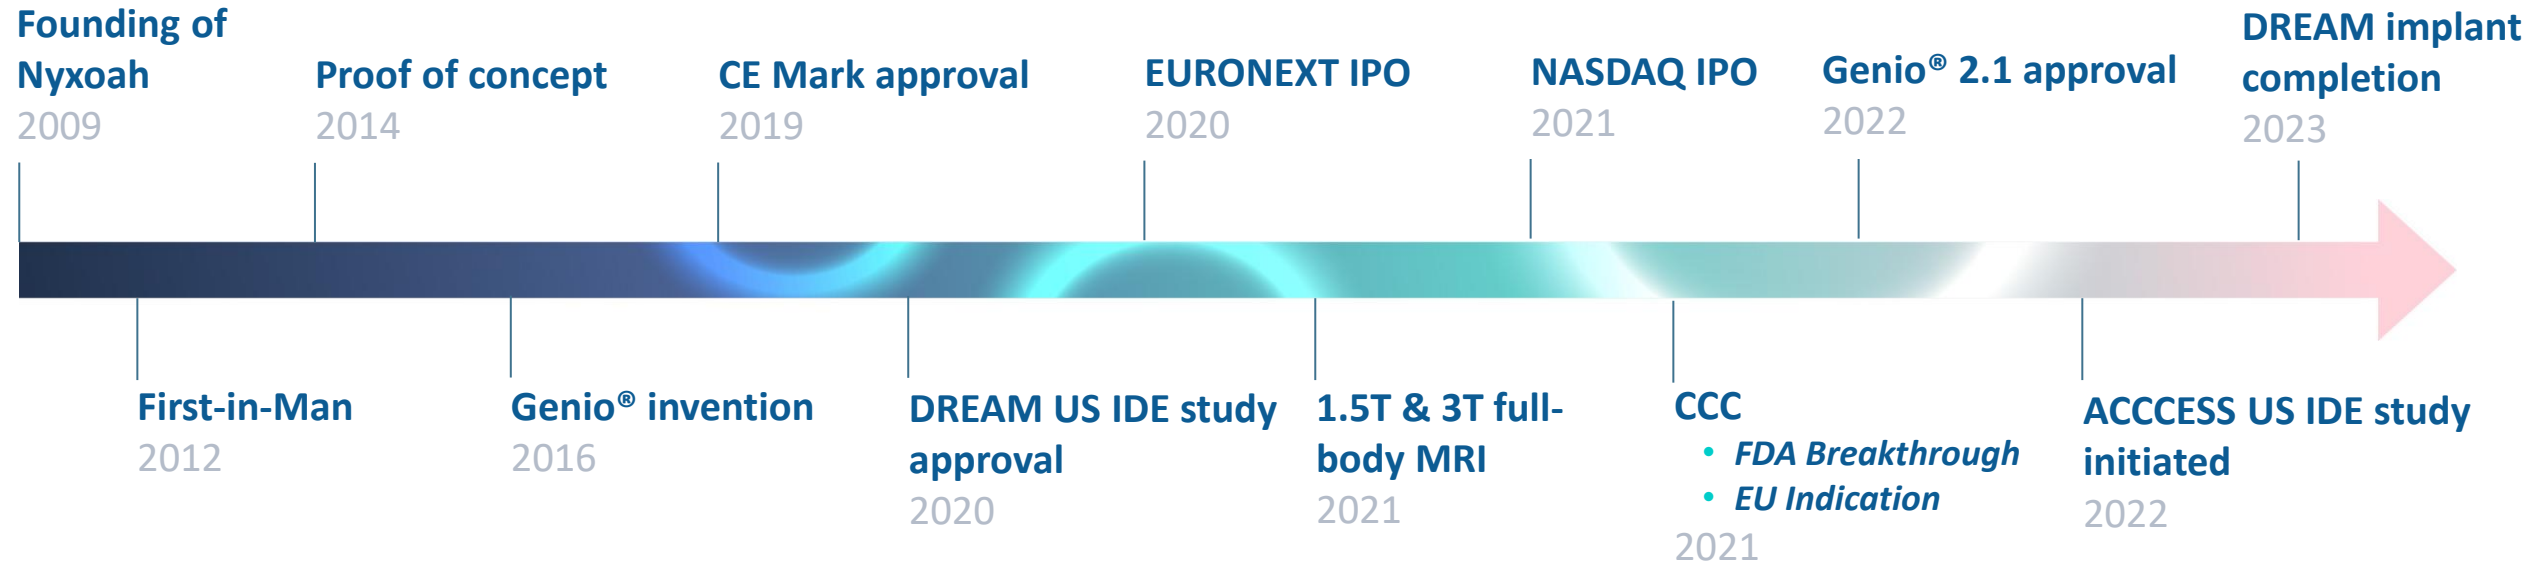 Founding of
Nyxoah
2009
Proof of concept
2014
CE Mark approval
2019
EURONEXT IPO
2020
NASDAQ IPO
2021
Genio® 2.1 approval
2022
DREAM implant
completion
2023
First-in-Man
2012
Genio® invention
2016
DREAM US IDE study
approval
2020
1.5T & 3T full-
body MRI
2021
CCC
• FDA Breakthrough
• EU Indication
2021
ACCCESS US IDE study
initiated
2022